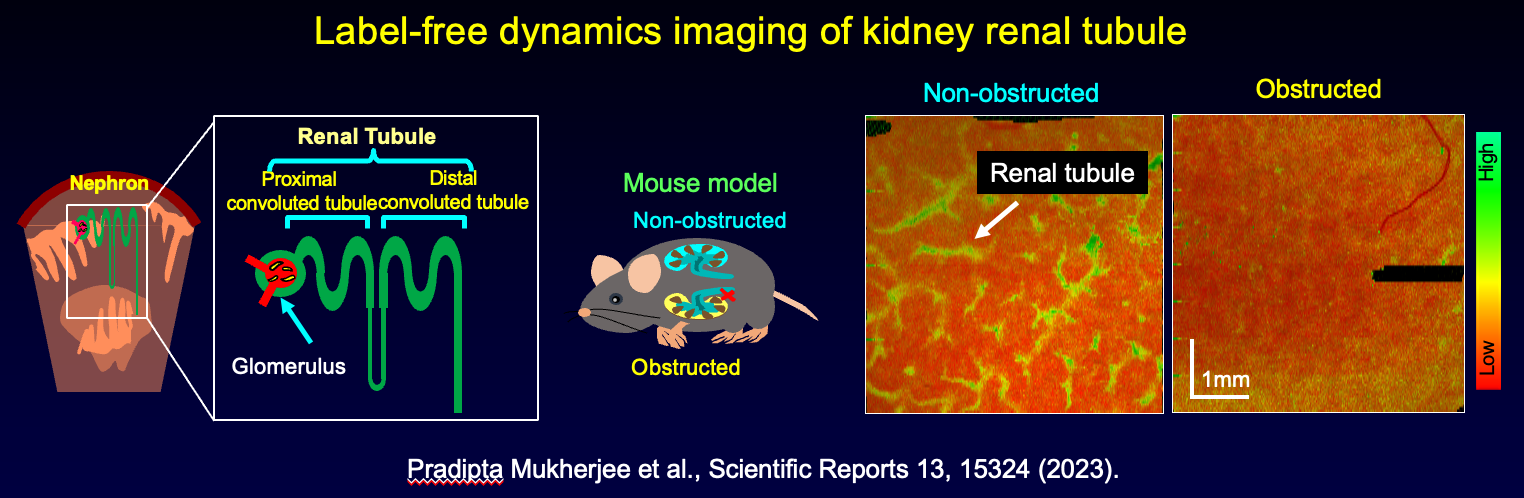 Label-free dynamics imaging of kidney renal tubule
Nephron
Renal Tubule
Proximal
convoluted tubule
Distal
convoluted tubule
Glomerulus
Mouse model
Non-obstructed
Obstructed
Non-obstructed
Renal tubule
Obstructed
1mm
High
Low
Pradipta Mukherjee et al., Scientific Reports 13, 15324 (2023).